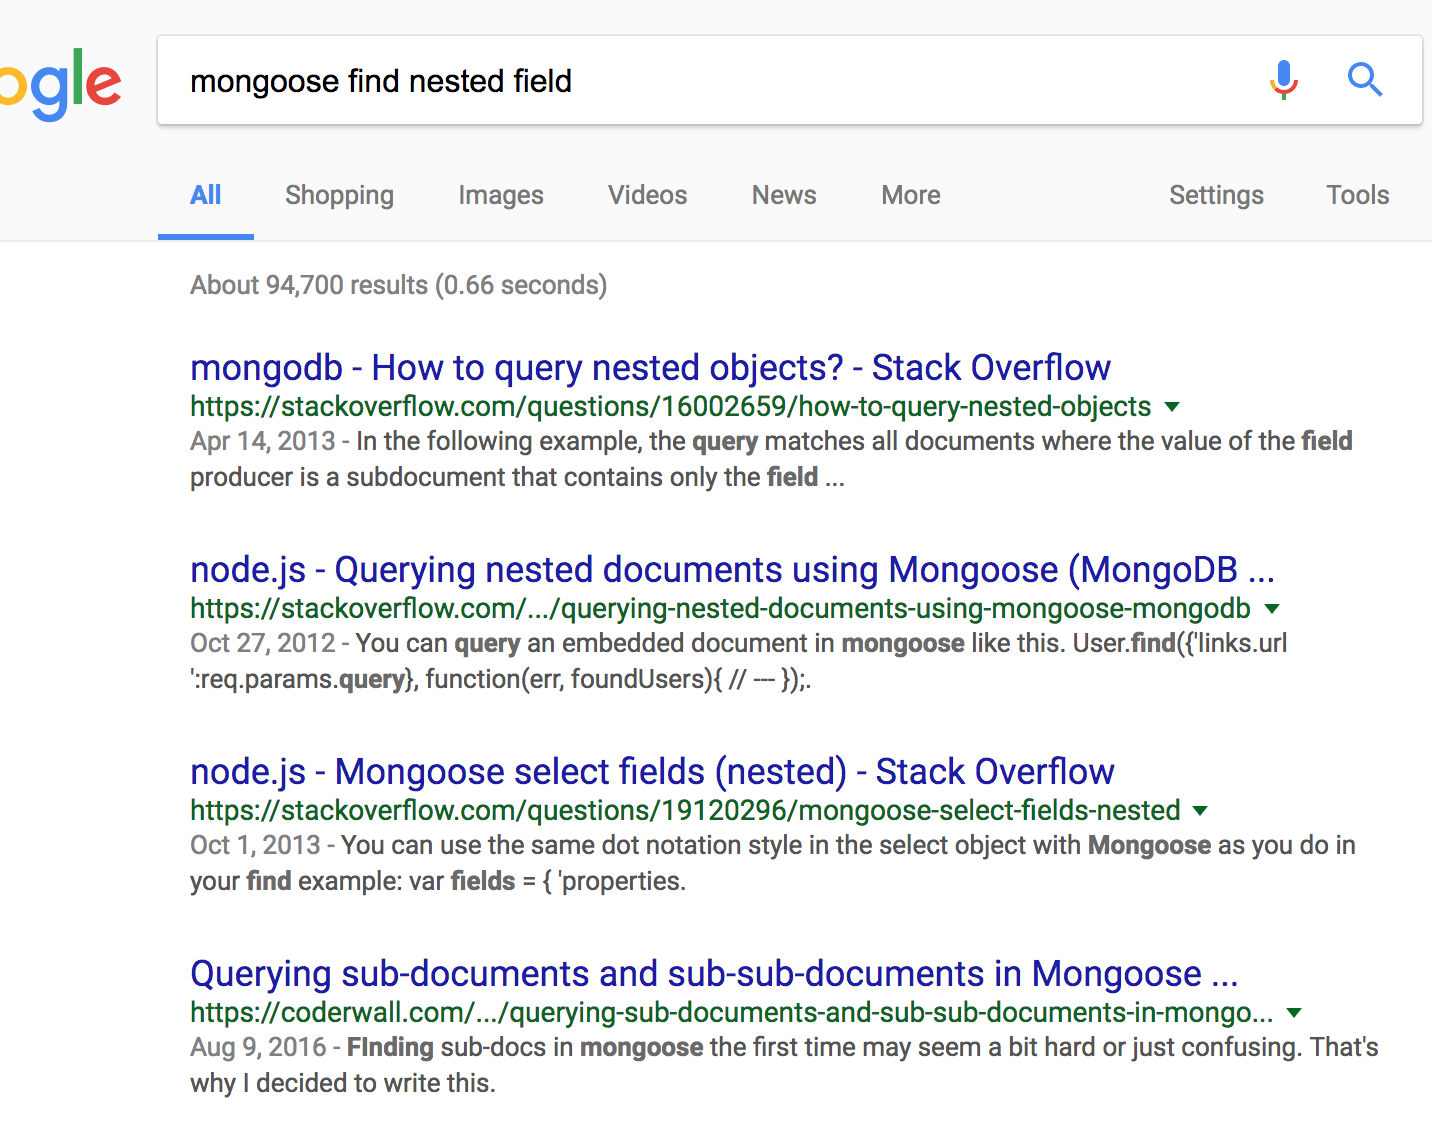 ogle
mongoose find nested field
All Shopping Images Videos News More Settings Tools
About 94,700 results (0.66 seconds)
mongodb - How to query nested objects? - Stack Overflow
https://stackoverflow.com/questions/16002659/how-to-query-nested-objects
Apr 14, 2013 - In the following example, the query matches all documents where the value of the field
producer is a subdocument that contains only the field ...
node.js - Querying nested documents using Mongoose (MongoDB ...
https://stackoverflow.com/.../querying-nested-documents-using-mongoose-mongodb
Oct 27, 2012 - You can query an embedded document in mongoose like this. User.find({'links.url
':req.params.query}, function(err, foundUsers){ // --- });.
node.js - Mongoose select fields (nested) - Stack Overflow
https://stackoverflow.com/questions/19120296/mongoose-select-fields-nested
Oct 1, 2013 - You can use the same dot notation style in the select object with Mongoose as you do in
your find example: var fields = { 'properties.
Querying sub-documents and sub-sub-documents in Mongoose ...
https://coderwall.com/.../querying-sub-documents-and-sub-sub-documents-in-mongo...
Aug 9, 2016 - FInding sub-docs in mongoose the first time may seem a bit hard or just confusing. That's
why I decided to write this.